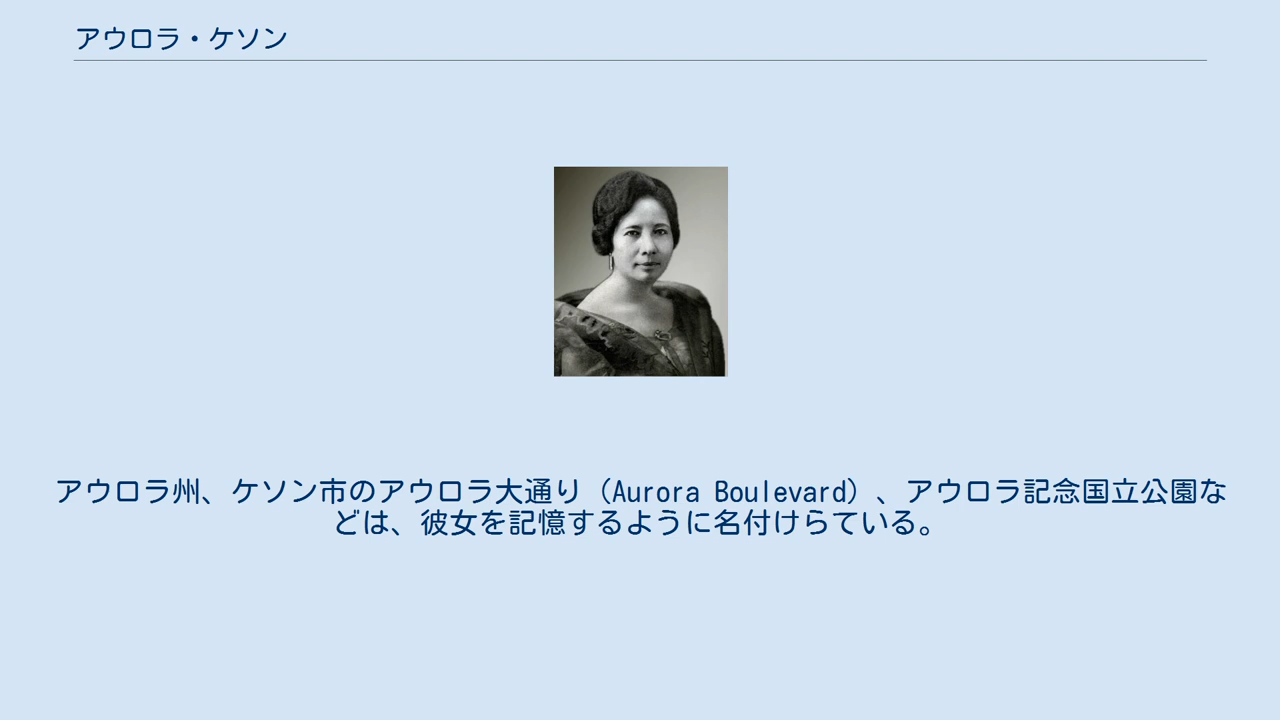 アウロラ・ケソン
アウロラ州、ケソン市のアウロラ大通り（Aurora Boulevard）、アウロラ記念国立公園な
どは、彼女を記憶するように名付けらている。